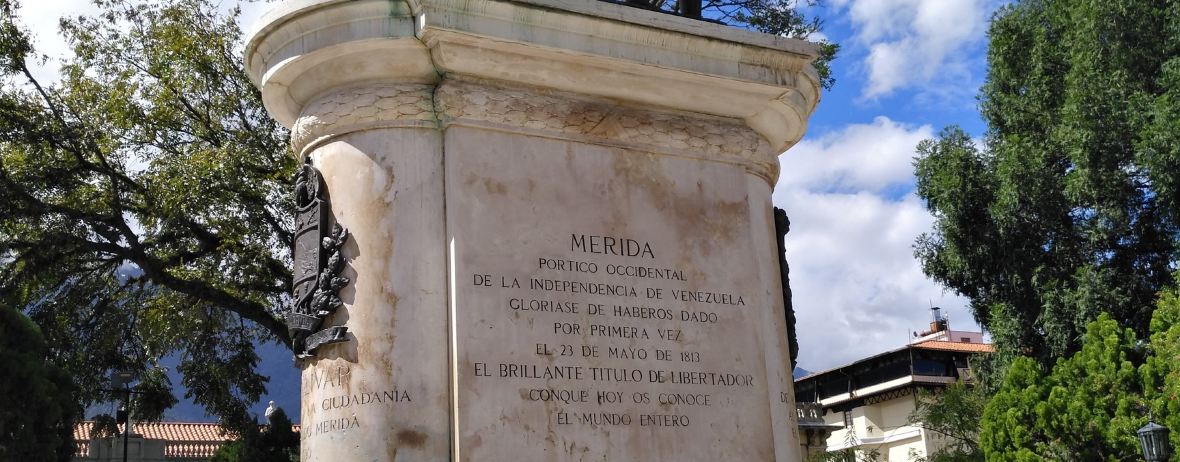 MERIDA
PORTICO OCCIDENTAL
DE LA INDEPENDENCIA DE VENEZUELA
GLORIASE DE HABEROS DADO
POR PRIMERA VEZ
EL 23 DE MAYO DE 1813
EL BRILLANTE TITULO DE LIBERTADOR
CONQUE HOY OS CONOCE
EL MUNDO ENTERO
CIUDADANIA
MERIDA